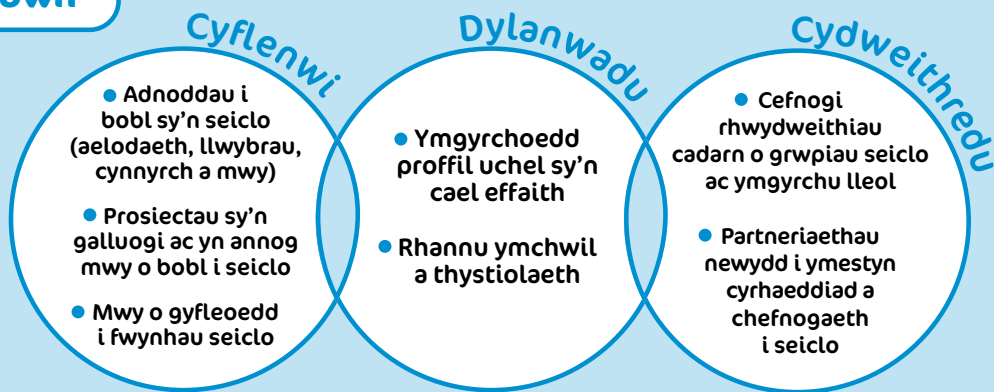 Cyflenwi
● Adnoddau i
bobl sy'n seiclo
(aelodaeth, llwybrau,
cynnyrch a mwy)
● Prosiectau sy'n
galluogi ac yn annog
mwy o bobl i seiclo
● Mwy o gyfleoedd
i fwynhau seiclo
Dylanwadu
● Ymgyrchoedd
proffil uchel sy'n
cael effaith
● Rhannu ymchwil
a thystiolaeth
Cydweithredu
● Cefnogi
rhwydweithiau
cadarn o grwpiau seiclo
ac ymgyrchu lleol
● Partneriaethau
newydd i ymestyn
cyrhaeddiad a
chefnogaeth
i seiclo